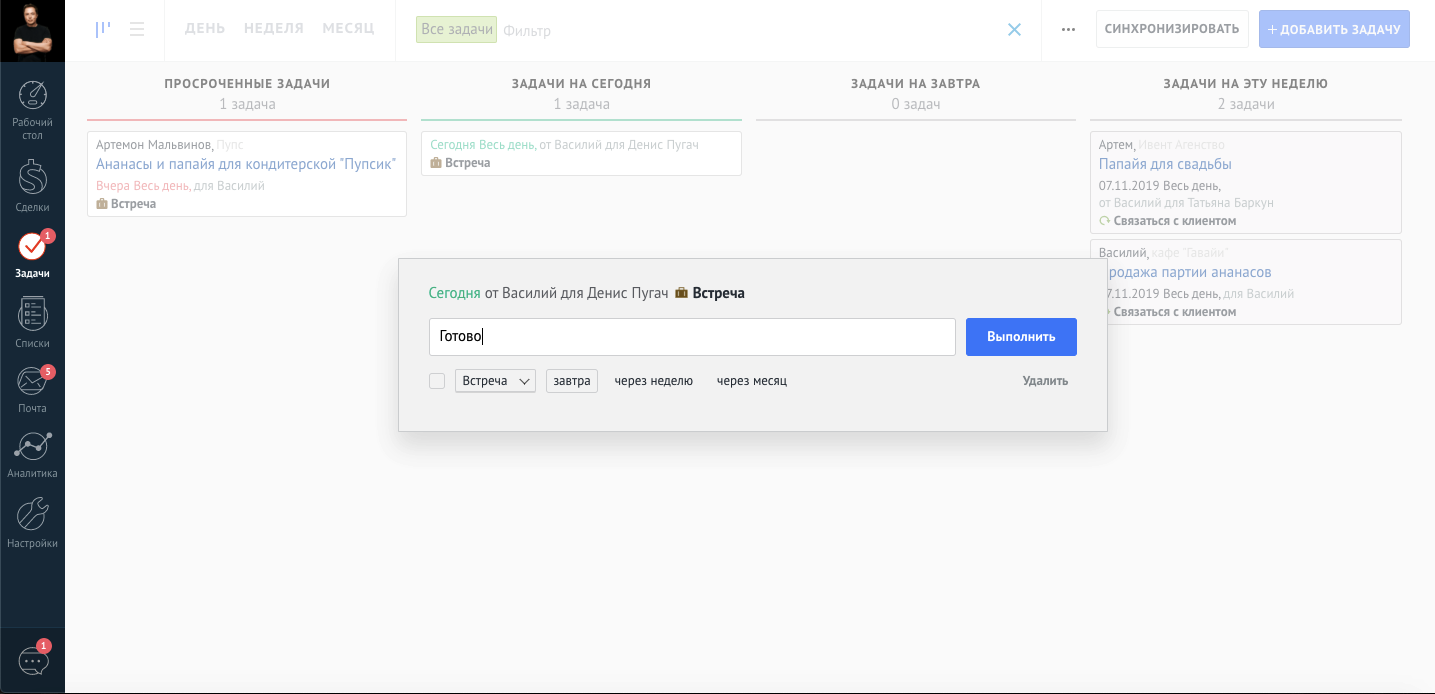 ДЕНЬ НЕДЕЛЯ МЕСЯЦ
Все задачи Фильтр
СИНХРОНИЗИРОВАТЬ
ДОБАВИТЬ ЗАДАЧУ
Рабочий
стол
Сделки
1
Задачи
Списки
5
Почта
Аналитика
Настройки
1
ПРОСРОЧЕННЫЕ ЗАДАЧИ
1 задача
Артемон Мальвинов, Пупс
Ананасы и папайя для кондитерской "Пупсик"
Вчера Весь день, для Василий
Встреча
ЗАДАЧИ НА СЕГОДНЯ
1 задача
Сегодня Весь день, от Василий для Денис Пугач
Встреча
ЗАДАЧИ НА ЗАВТРА
0 задач
ЗАДАЧИ НА ЭТУ НЕДЕЛЮ
2 задачи
Артем, Ивент Агенство
Папайя для свадьбы
07.11.2019 Весь день,
от Василий для Татьяна Баркун
Связаться с клиентом
Василий, кафе "Гавайи"
родажа партии ананасов
7.11.2019 Весь день, для Василий
Связаться с клиентом
Сегодня от Василий для Денис Пугач Встреча
Готово
Выполнить
Встреча завтра через неделю через месяц Удалить